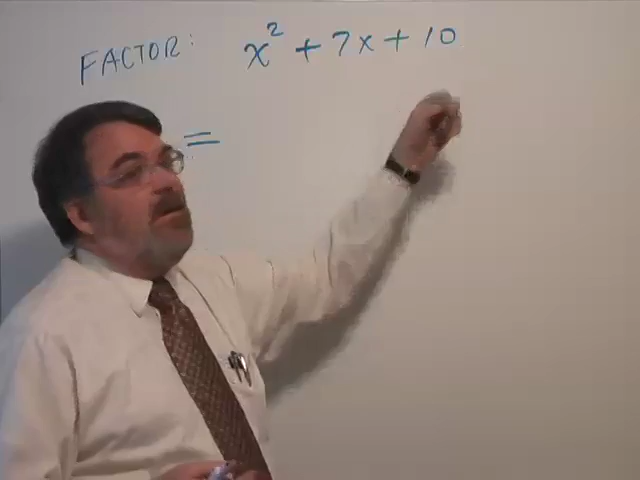 FACTOR: x² + 7x + 10
=